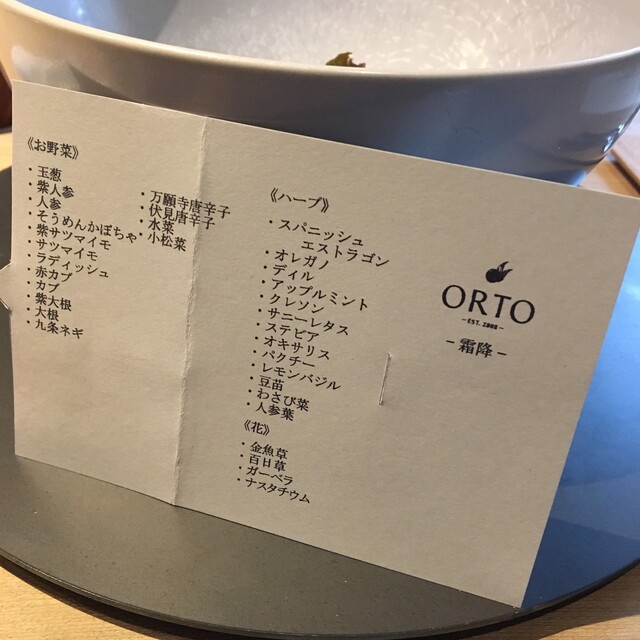 《お野菜》
・玉葱
・紫人参
・人参
・そうめんかぼちゃ
・紫サツマイモ
・サツマイモ
・ラディッシュ
・赤カブ
・カブ
・紫大根
・大根
・九条ネギ
・万願寺唐辛子
・伏見唐辛子
・水菜
・小松菜
《ハーブ》
・スパニッシュ
エストラゴン
・オレガノ
・ディル
・アップルミント
・クレソン
・サニーレタス
・ステビア
・オキサリス
・パクチー
・レモンバジル
・豆苗
・わさび菜
・人参葉
《花》
・金魚草
・百日草
・ガーベラ
・ナスタチウム
ORTO
-EST. 2008-
- 霜降 -